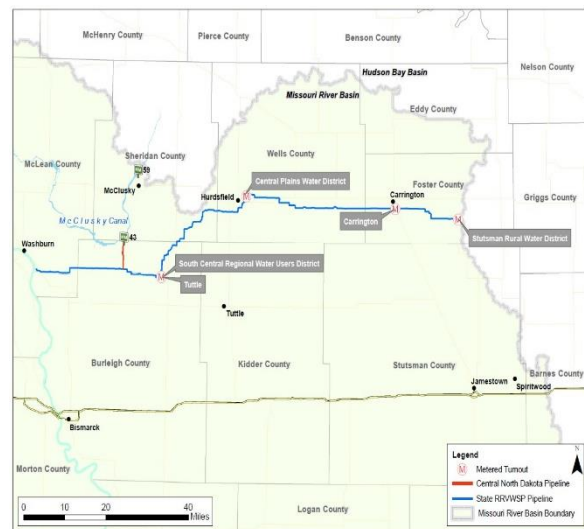 McHenry County
Pierce County
Benson County
Nelson County
Hudson Bay Basin
Missouri River Basin
Eddy County
McLean County
Sheridan County
59
McClusky
Wells County
Central Plains Water District
Hurdsfield
Foster County
Carrington
Griggs County
McClusky Canal
Carrington
Stutsman Rural Water District
Washburn
43
South Central Regional Water Users District
Tuttle
Tuttle
Burleigh County
Kidder County
Stutsman County
Barnes County
Jamestown
Spiritwood
Bismarck
Morton County
Logan County
0 10 20 40
Miles
N
Legend
M Metered Turnout
Central North Dakota Pipeline
State RRVWSP Pipeline
Missouri River Basin Boundary